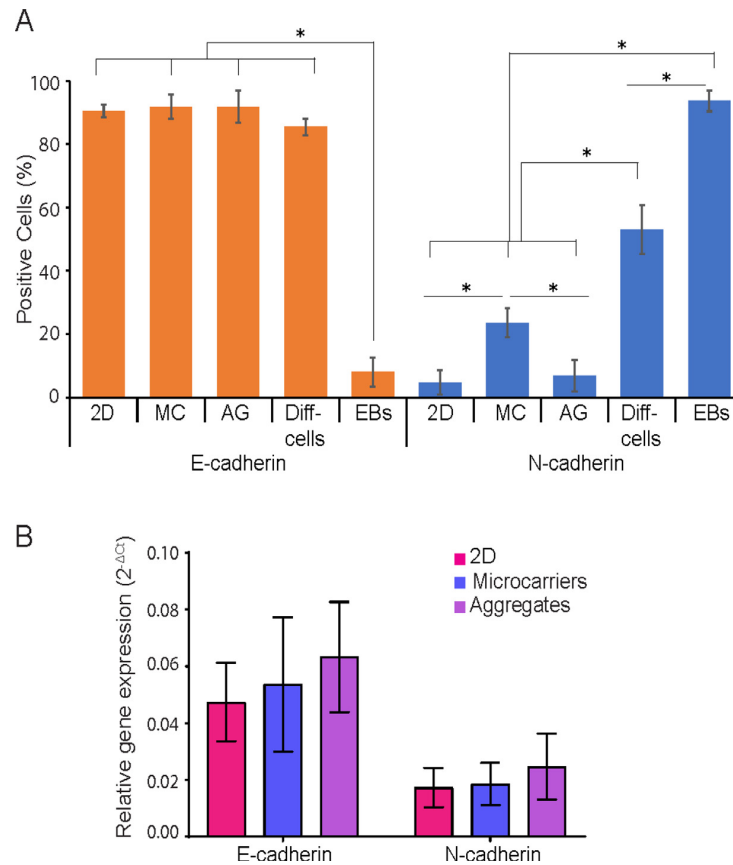 A
*
*
*
*
*
*
Positive Cells (%)
100
80
60
40
20
0
2D MC AG Diff- EBs 2D MC AG Diff- EBs
cells cells
E-cadherin N-cadherin
B
Relative gene expression (2-ΔCt)
0.10
0.08
0.06
0.04
0.02
0.00
2D
Microcarriers
Aggregates
E-cadherin N-cadherin